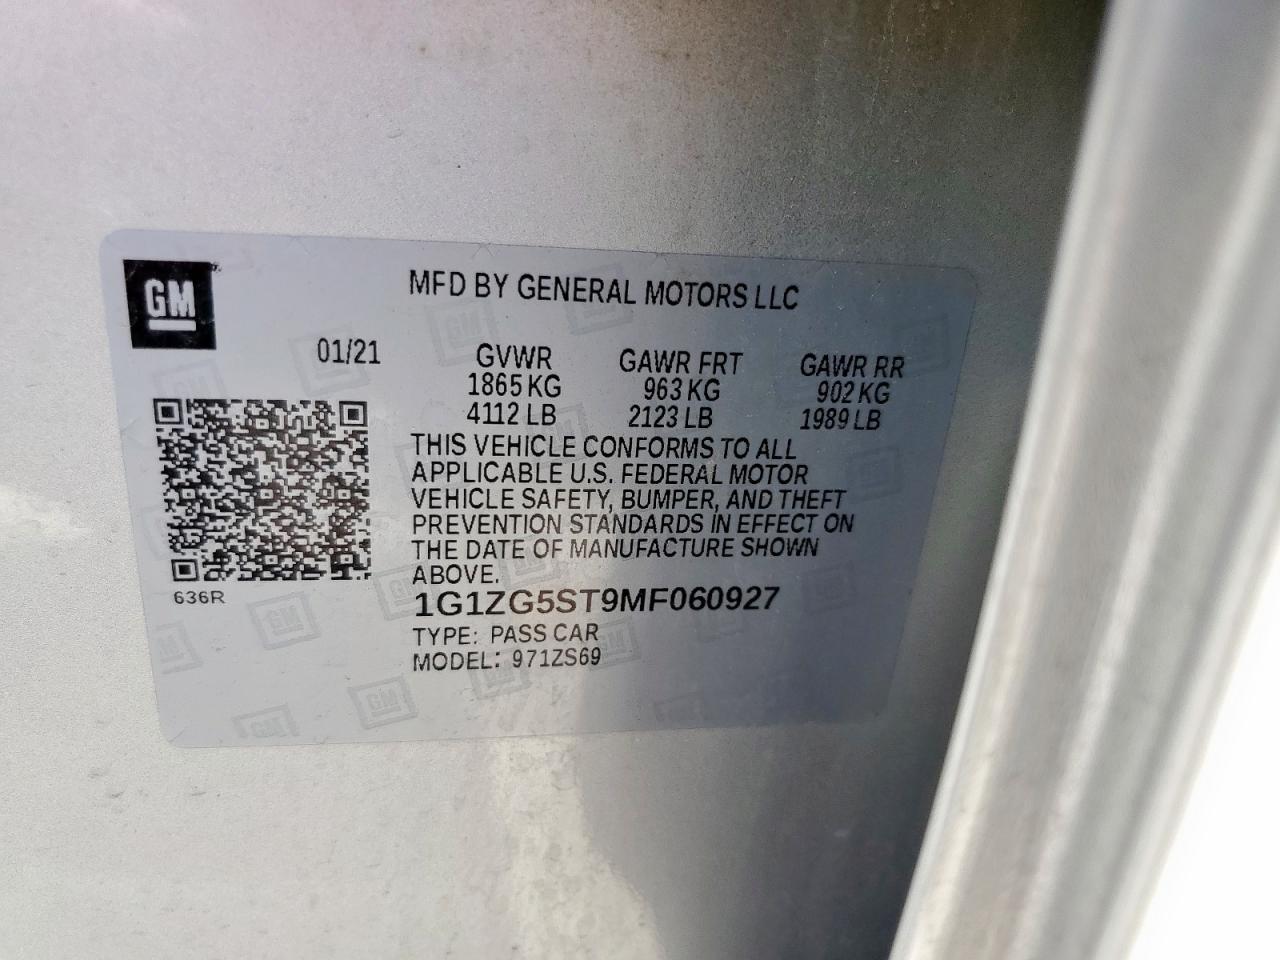 GM
MFD BY GENERAL MOTORS LLC
01/21 GVWR GAWR FRT GAWR RR
1865 KG 963 KG 902 KG
4112 LB 2123 LB 1989 LB
THIS VEHICLE CONFORMS TO ALL
APPLICABLE U.S. FEDERAL MOTOR
VEHICLE SAFETY, BUMPER, AND THEFT
PREVENTION STANDARDS IN EFFECT ON
THE DATE OF MANUFACTURE SHOWN
ABOVE.
636R
1G1ZG5ST9MF060927
TYPE: PASS CAR
MODEL: 971ZS69